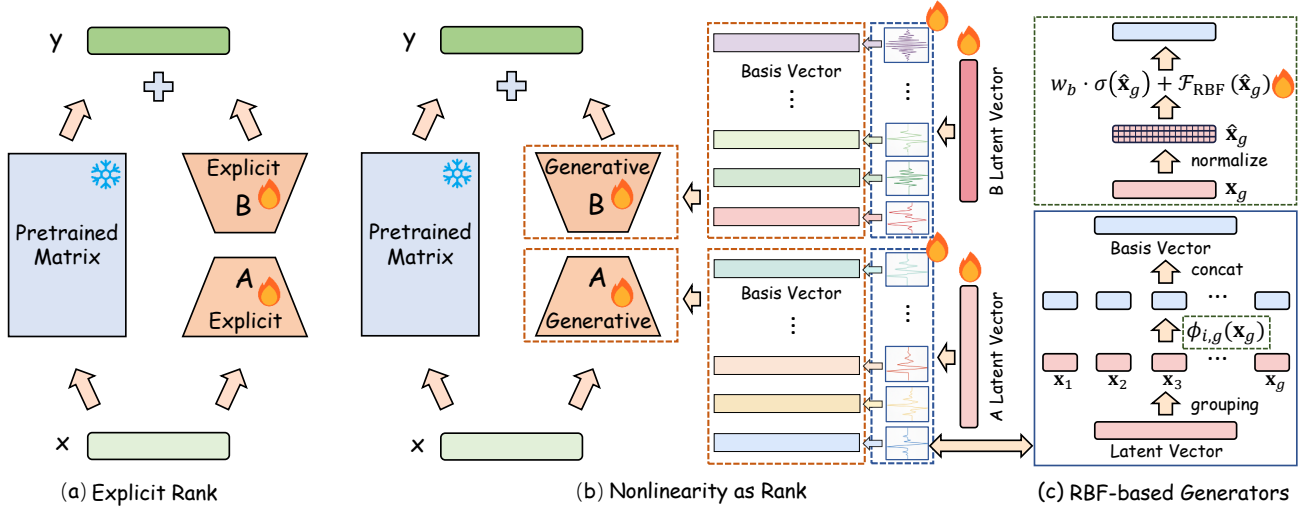 y
Pretrained
Matrix
Explicit
B
A
Explicit
x
(a) Explicit Rank
y
Pretrained
Matrix
Generative
B
A
Generative
x
Basis Vector
⋮
B Latent Vector
Basis Vector
⋮
A Latent Vector
(b) Nonlinearity as Rank
w_b · σ(x̂_g) + ℱ_RBF (x̂_g)
x̂_g
normalize
x_g
Basis Vector
concat
...
ϕ_{i,g}(x_g)
...
x_1 x_2 x_3 x_g
grouping
Latent Vector
(c) RBF-based Generators